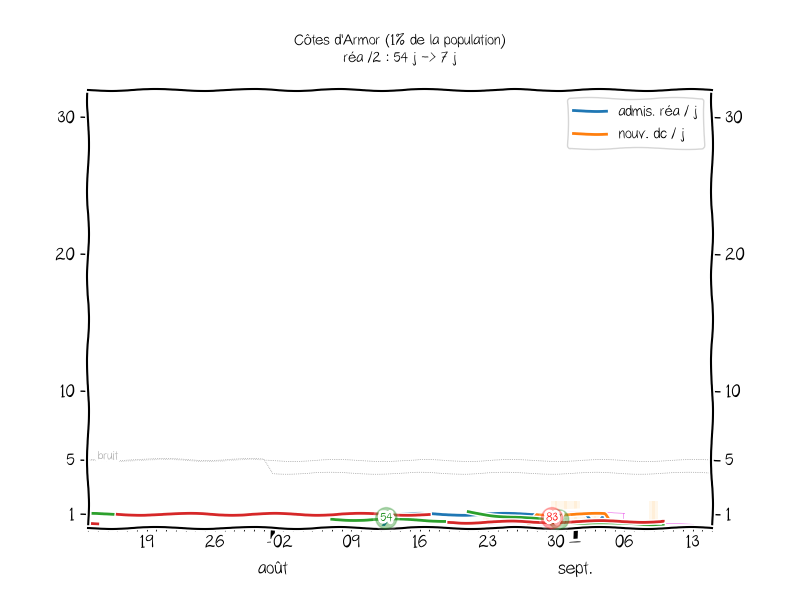 Côtes d'Armor (1% de la population)
réa /2 : 54 j -> 7 j
admis. réa / j
nouv. dc / j
30
30
20
20
10
10
bruit
5
5
54
83
1
1
19 26 02 09 16 23 30 06 13
août sept.